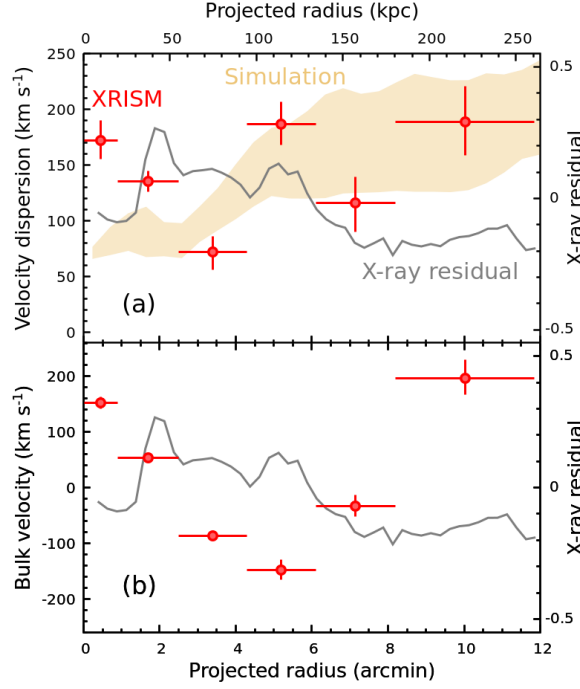 Projected radius (kpc)
0 50 100 150 200 250
250
200
150
100
50
0
Velocity dispersion (km s⁻¹)
0.5
0
-0.5
X-ray residual
Simulation
XRISM
X-ray residual
(a)
200
100
0
-100
-200
Bulk velocity (km s⁻¹)
0.5
0
-0.5
X-ray residual
(b)
0 2 4 6 8 10 12
Projected radius (arcmin)